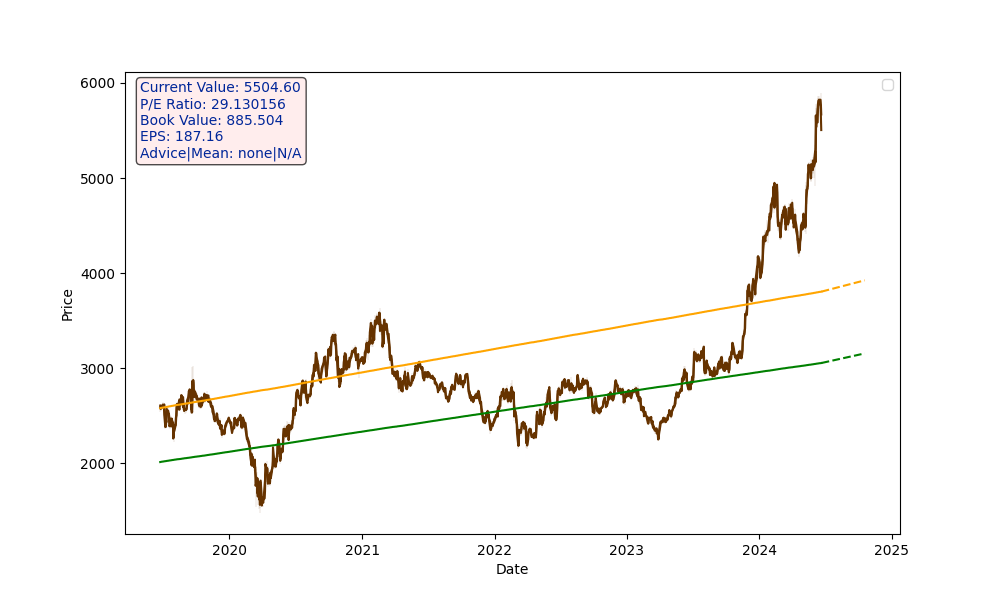 Current Value: 5504.60
P/E Ratio: 29.130156
Book Value: 885.504
EPS: 187.16
Advice|Mean: none|N/A
6000
5000
4000
3000
2000
Price
2020 2021 2022 2023 2024 2025
Date